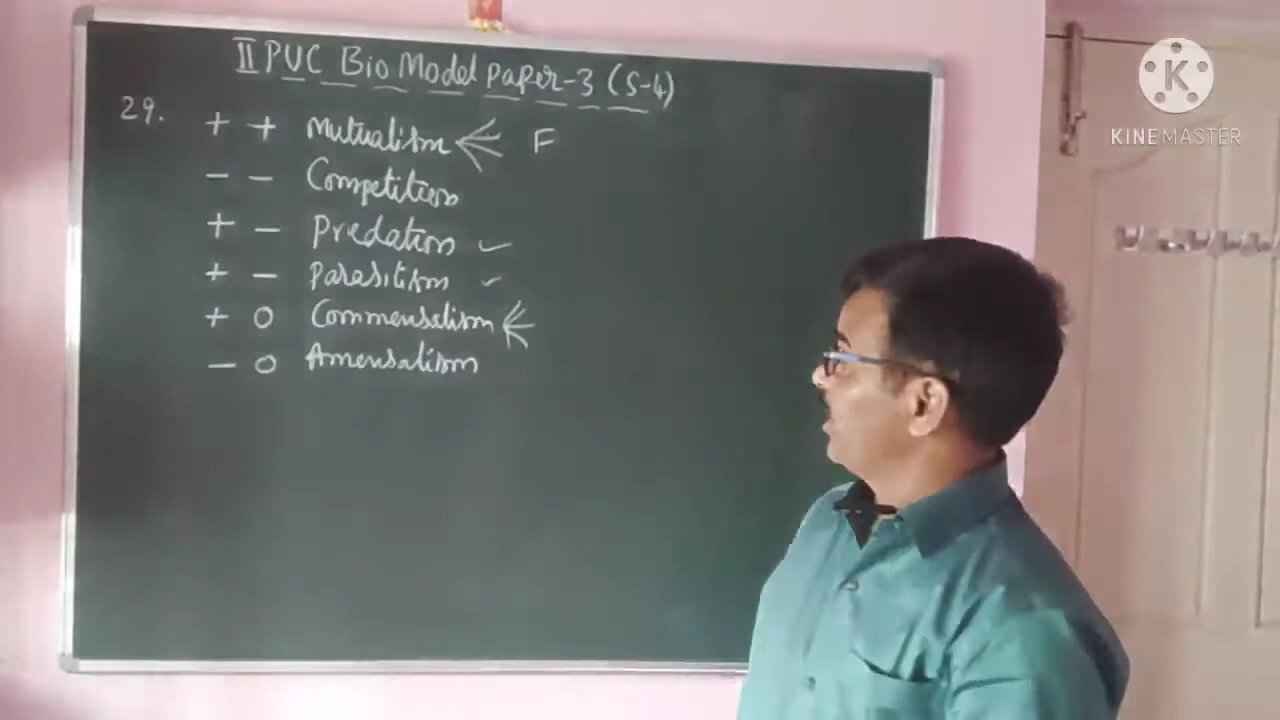 II PUC Bio Model Paper-3 (S-4)
29.
+ + Mutualism F
- - Competition
+ - Predation ✓
+ - Parasitism ✓
+ 0 Commensalism
- 0 Amensalism
K
KINEMASTER